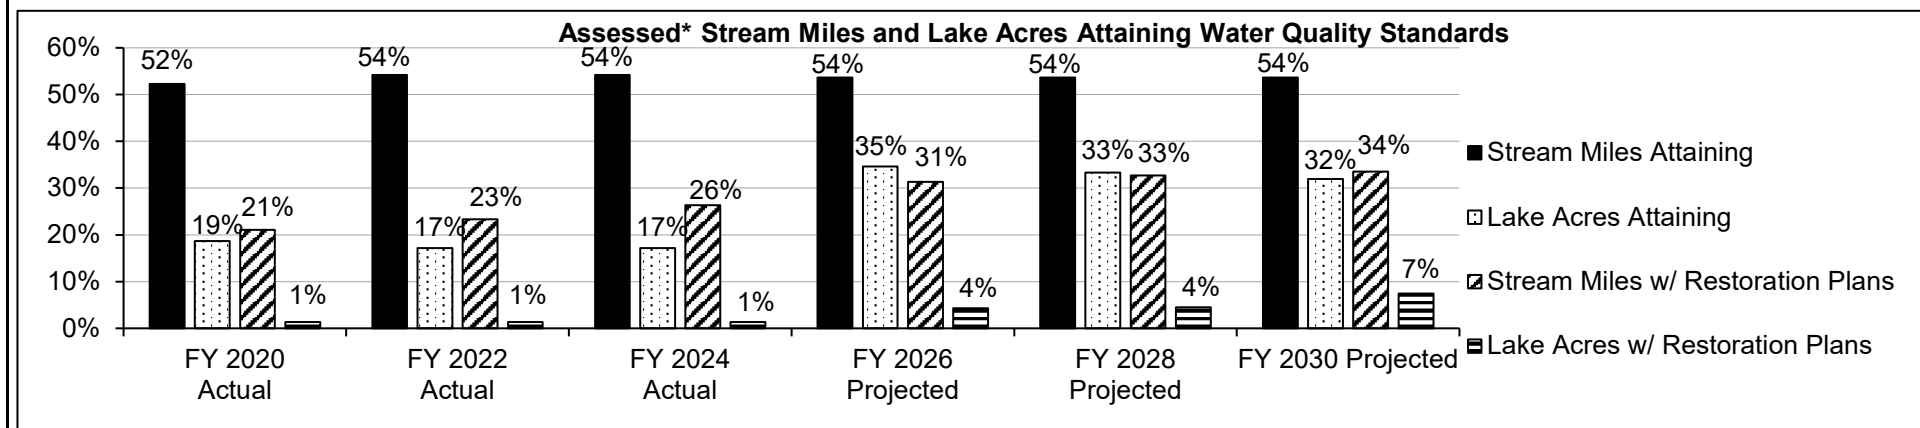 Assessed* Stream Miles and Lake Acres Attaining Water Quality Standards
60%
50%
40%
30%
20%
10%
0%
52%
19%
21%
1%
54%
17%
23%
1%
54%
17%
26%
1%
54%
35%
31%
4%
54%
33%
33%
4%
54%
32%
34%
7%
FY 2020
Actual
FY 2022
Actual
FY 2024
Actual
FY 2026
Projected
FY 2028
Projected
FY 2030 Projected
Stream Miles Attaining
Lake Acres Attaining
Stream Miles w/ Restoration Plans
Lake Acres w/ Restoration Plans